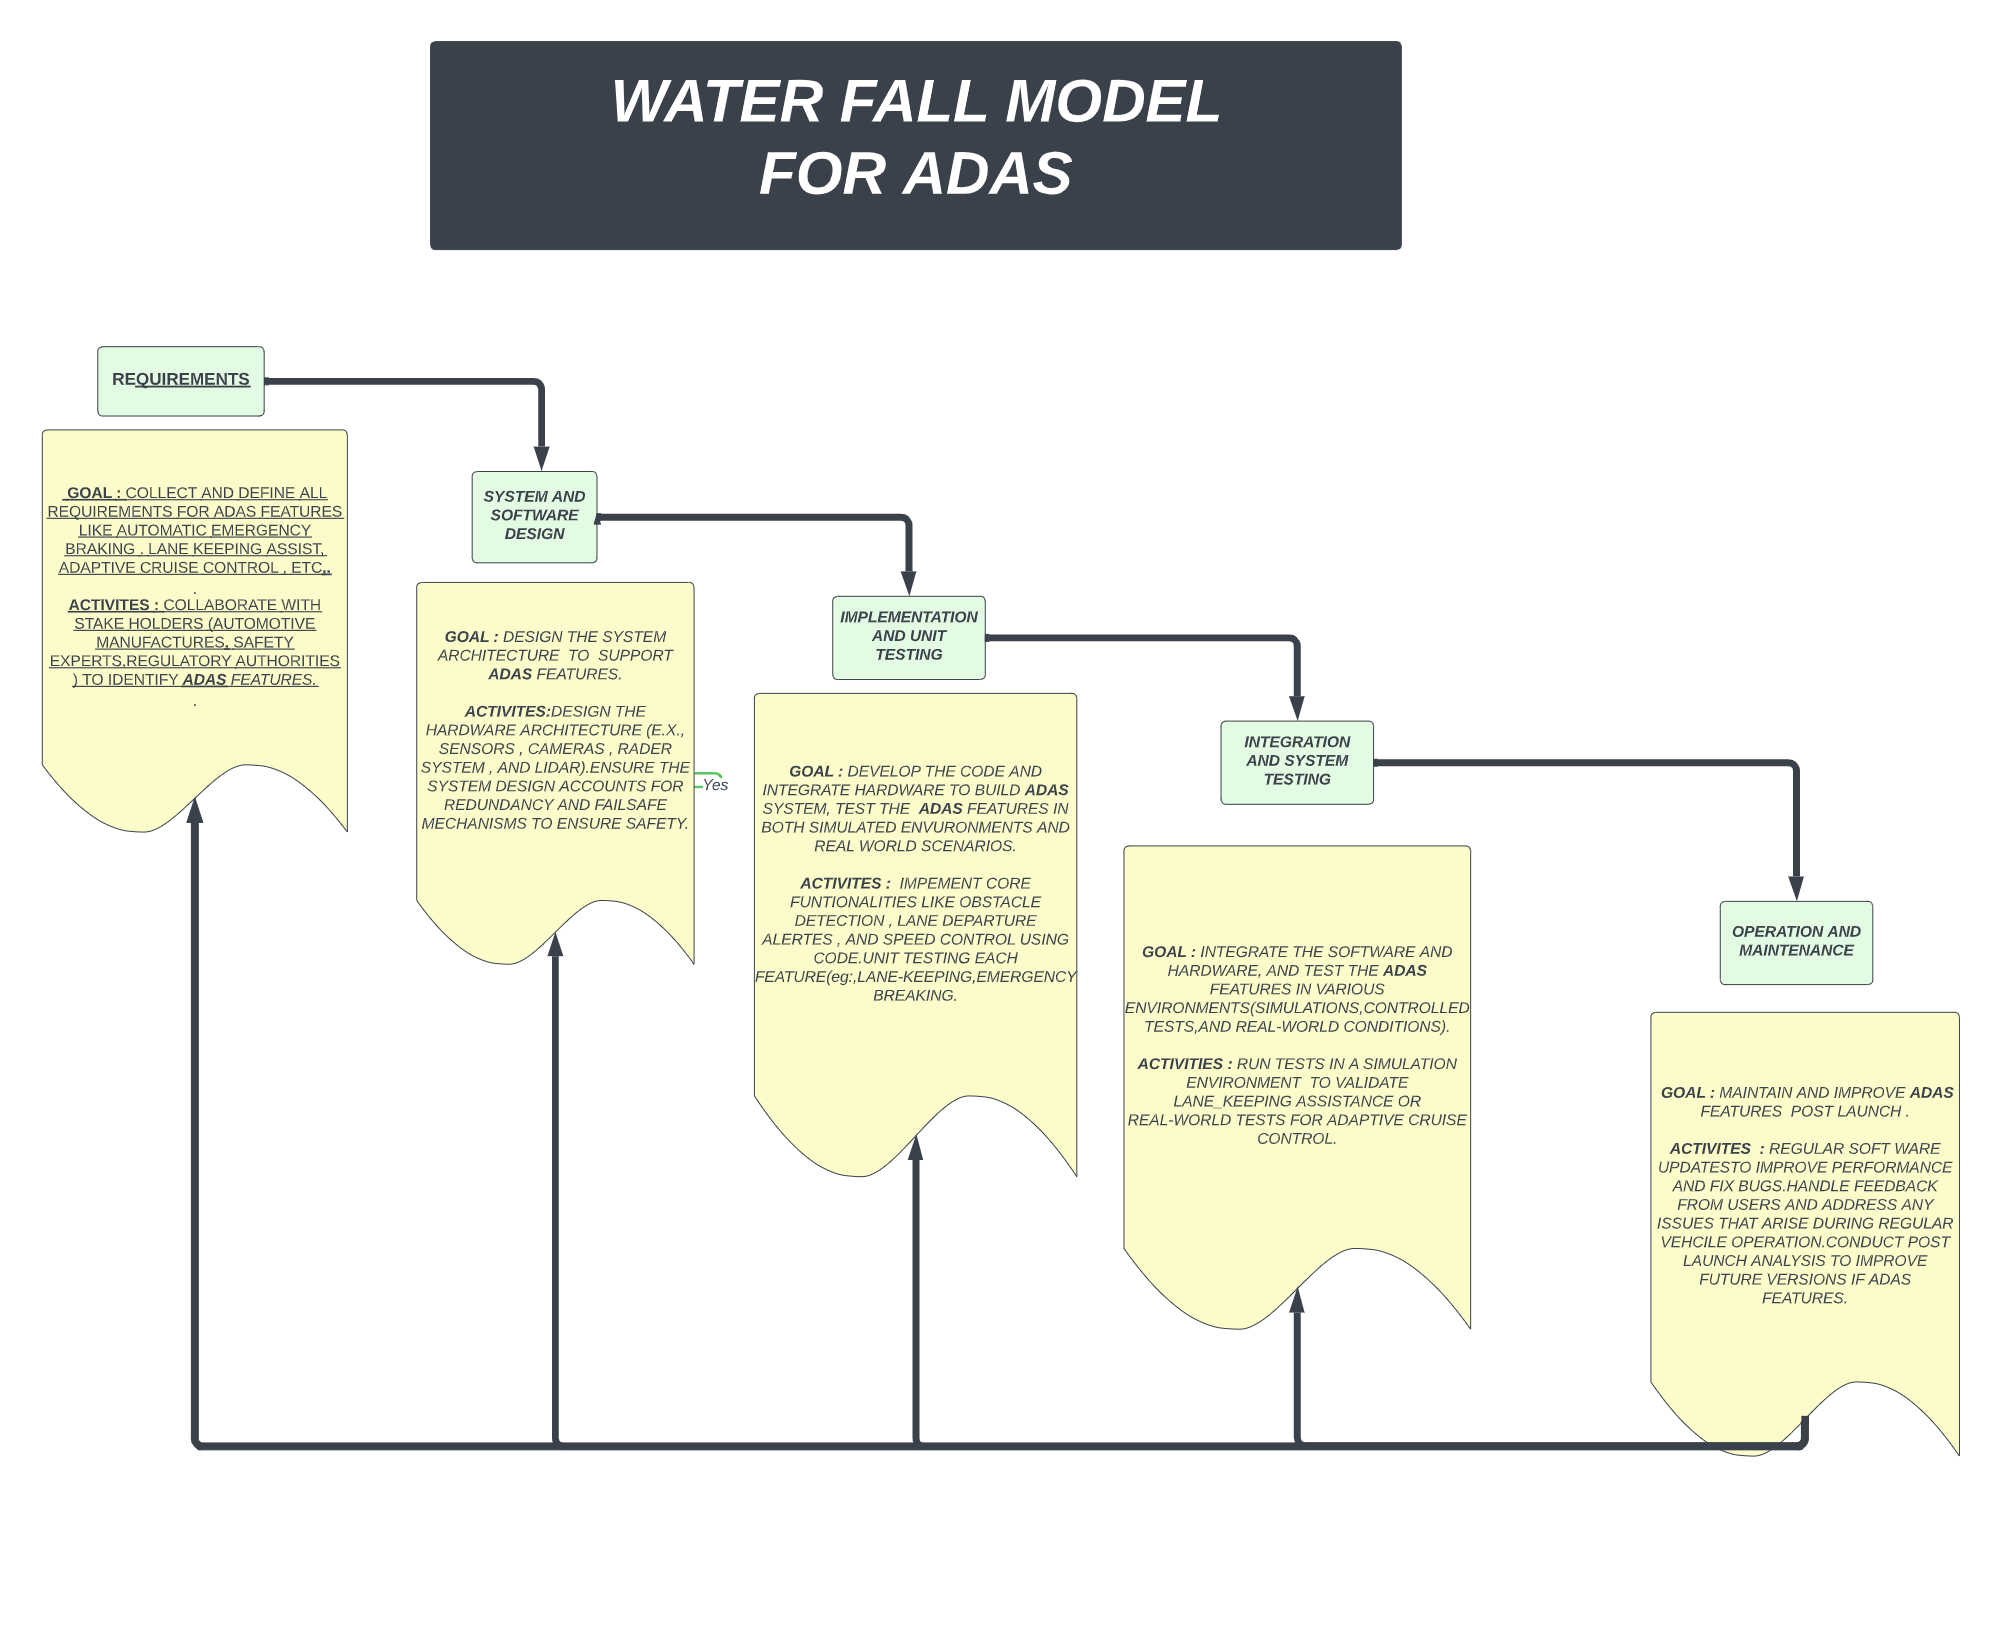 WATER FALL MODEL
FOR ADAS
REQUIREMENTS
GOAL : COLLECT AND DEFINE ALL
REQUIREMENTS FOR ADAS FEATURES
LIKE AUTOMATIC EMERGENCY
BRAKING . LANE KEEPING ASSIST,
ADAPTIVE CRUISE CONTROL , ETC,.
.
ACTIVITES : COLLABORATE WITH
STAKE HOLDERS (AUTOMOTIVE
MANUFACTURES, SAFETY
EXPERTS,REGULATORY AUTHORITIES
) TO IDENTIFY ADAS FEATURES.
.
SYSTEM AND
SOFTWARE
DESIGN
GOAL : DESIGN THE SYSTEM
ARCHITECTURE  TO  SUPPORT
ADAS FEATURES.
ACTIVITES:DESIGN THE
HARDWARE ARCHITECTURE (E.X.,
SENSORS , CAMERAS , RADER
SYSTEM , AND LIDAR).ENSURE THE
SYSTEM DESIGN ACCOUNTS FOR
REDUNDANCY AND FAILSAFE
MECHANISMS TO ENSURE SAFETY.
Yes
IMPLEMENTATION
AND UNIT
TESTING
GOAL : DEVELOP THE CODE AND
INTEGRATE HARDWARE TO BUILD ADAS
SYSTEM, TEST THE  ADAS FEATURES IN
BOTH SIMULATED ENVURONMENTS AND
REAL WORLD SCENARIOS.
ACTIVITES :  IMPEMENT CORE
FUNTIONALITIES LIKE OBSTACLE
DETECTION , LANE DEPARTURE
ALERTES , AND SPEED CONTROL USING
CODE.UNIT TESTING EACH
FEATURE(eg:,LANE-KEEPING,EMERGENCY
BREAKING.
INTEGRATION
AND SYSTEM
TESTING
GOAL : INTEGRATE THE SOFTWARE AND
HARDWARE, AND TEST THE ADAS
FEATURES IN VARIOUS
ENVIRONMENTS(SIMULATIONS,CONTROLLED
TESTS,AND REAL-WORLD CONDITIONS).
ACTIVITIES : RUN TESTS IN A SIMULATION
ENVIRONMENT  TO VALIDATE
LANE_KEEPING ASSISTANCE OR
REAL-WORLD TESTS FOR ADAPTIVE CRUISE
CONTROL.
OPERATION AND
MAINTENANCE
GOAL : MAINTAIN AND IMPROVE ADAS
FEATURES  POST LAUNCH .
ACTIVITES  : REGULAR SOFT WARE
UPDATESTO IMPROVE PERFORMANCE
AND FIX BUGS.HANDLE FEEDBACK
FROM USERS AND ADDRESS ANY
ISSUES THAT ARISE DURING REGULAR
VEHCILE OPERATION.CONDUCT POST
LAUNCH ANALYSIS TO IMPROVE
FUTURE VERSIONS IF ADAS
FEATURES.